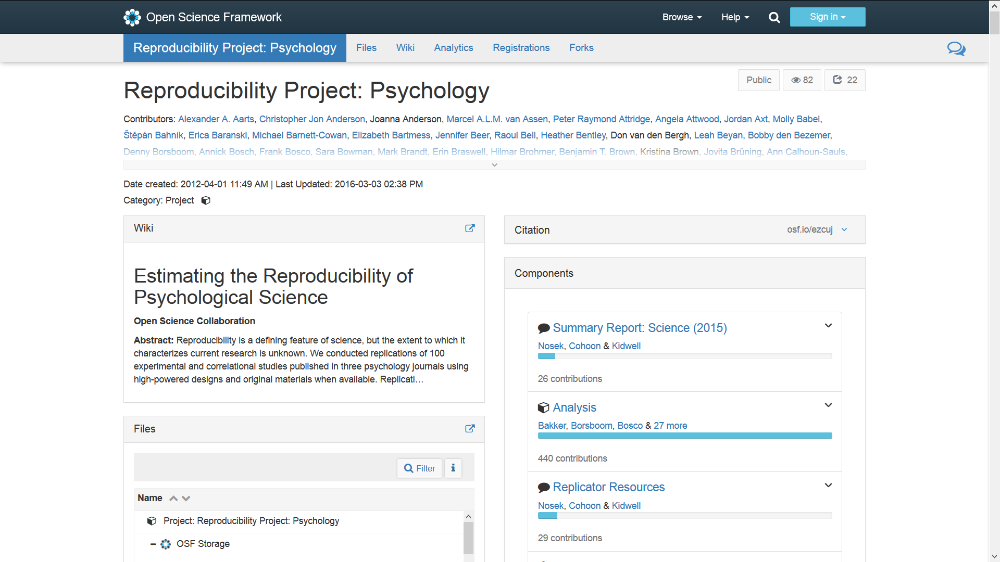 Open Science Framework
Browse
Help
Sign in
Reproducibility Project: Psychology
Files
Wiki
Analytics
Registrations
Forks
Public
82
22
Reproducibility Project: Psychology
Contributors: Alexander A. Aarts, Christopher Jon Anderson, Joanna Anderson, Marcel A.L.M. van Assen, Peter Raymond Attridge, Angela Attwood, Jordan Axt, Molly Babel,
Štěpán Bahník, Erica Baranski, Michael Barnett-Cowan, Elizabeth Bartmess, Jennifer Beer, Raoul Bell, Heather Bentley, Don van den Bergh, Leah Beyan, Bobby den Bezemer,
Denny Borsboom, Annick Bosch, Frank Bosco, Sara Bowman, Mark Brandt, Erin Braswell, Hilmar Brohmer, Benjamin T. Brown, Kristina Brown, Jovita Brüning, Ann Calhoun-Sauls,
Date created: 2012-04-01 11:49 AM | Last Updated: 2016-03-03 02:38 PM
Category: Project
Wiki
Estimating the Reproducibility of
Psychological Science
Open Science Collaboration
Abstract: Reproducibility is a defining feature of science, but the extent to which it
characterizes current research is unknown. We conducted replications of 100
experimental and correlational studies published in three psychology journals using
high-powered designs and original materials when available. Replicati…
Files
Filter
Name
Project: Reproducibility Project: Psychology
OSF Storage
Citation
osf.io/ezcuj
Components
Summary Report: Science (2015)
Nosek, Cohoon & Kidwell
26 contributions
Analysis
Bakker, Borsboom, Bosco & 27 more
440 contributions
Replicator Resources
Nosek, Cohoon & Kidwell
29 contributions